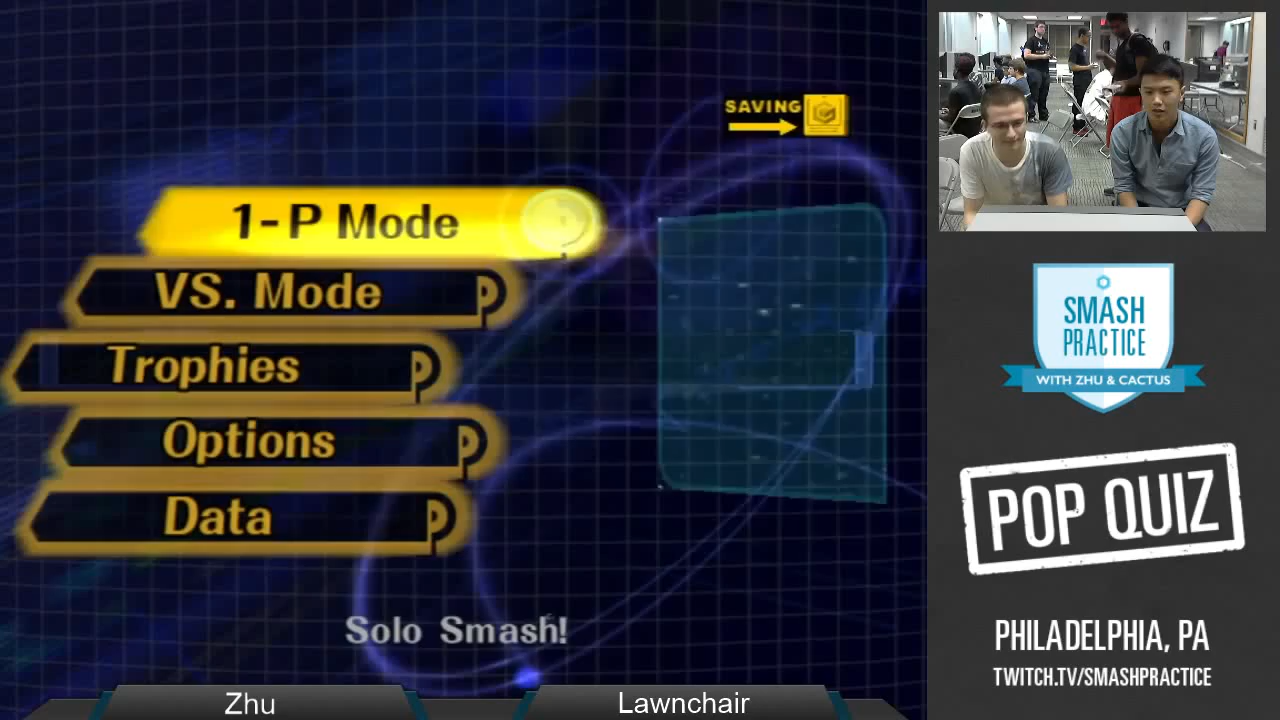 SAVING
1-P Mode
VS. Mode
Trophies
Options
Data
Solo Smash!
Zhu
Lawnchair
SMASH
PRACTICE
WITH ZHU & CACTUS
POP QUIZ
PHILADELPHIA, PA
TWITCH.TV/SMASHPRACTICE